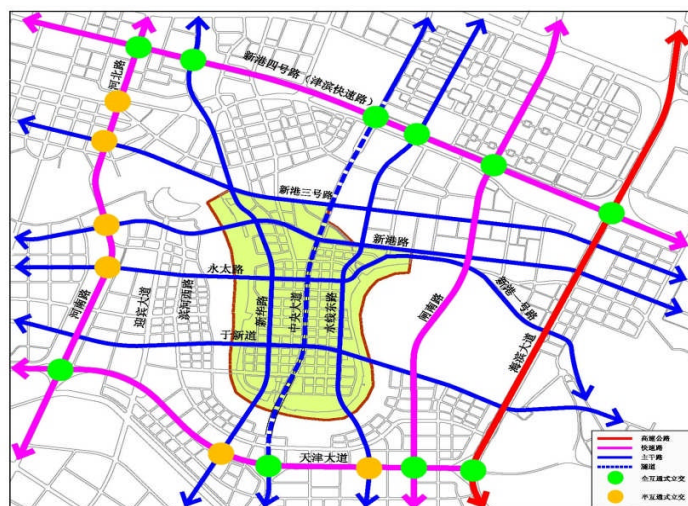 河北路
新港四号路（津滨快速路）
新港三号路
新港路
永太路
新港一号路
河南路
迎宾大道
滨河西路
新华路
中央大道
水线东路
闸南路
海滨大道
于新道
天津大道
高速公路
快速路
主干路
隧道
全互通式立交
半互通式立交